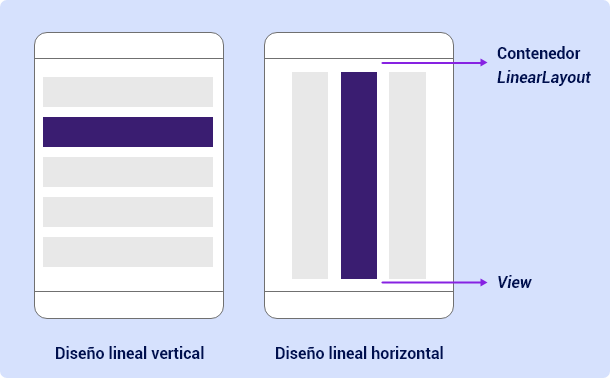 Contenedor
LinearLayout
View
Diseño lineal vertical
Diseño lineal horizontal